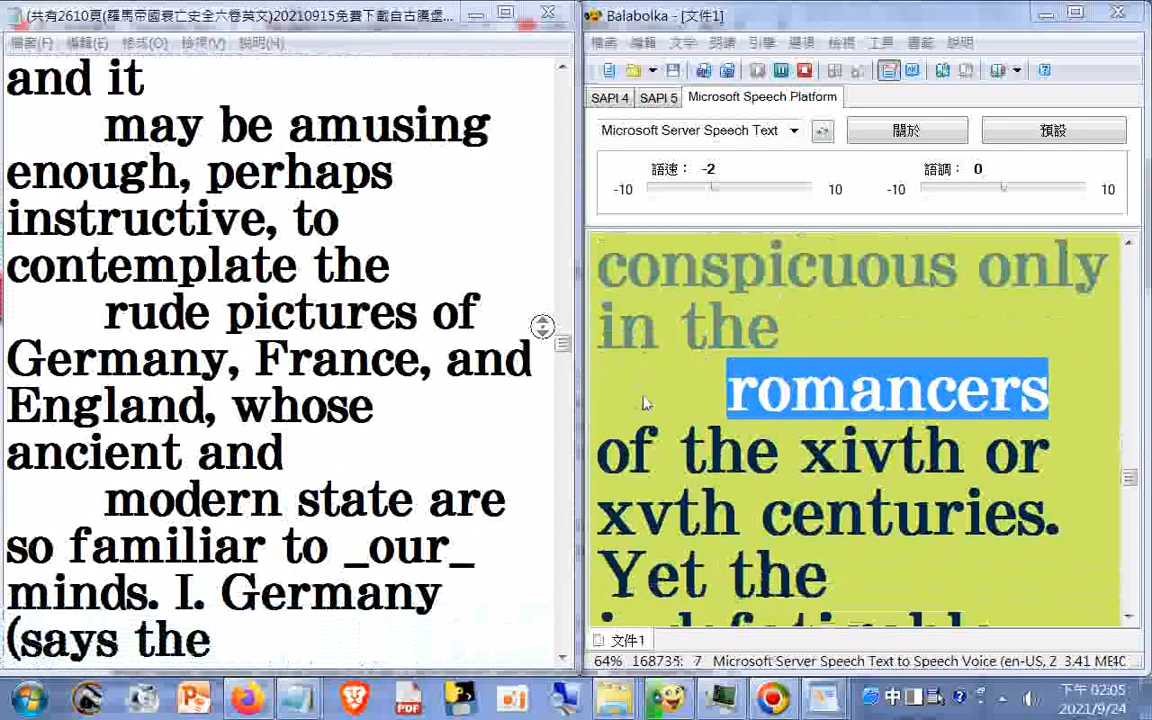 (共有2610頁(羅馬帝國衰亡史全六卷英文)20210915免費下載自古騰堡...
檔案(F) 編輯(E) 格式(O) 檢視(V) 說明(H)
and it
may be amusing
enough, perhaps
instructive, to
contemplate the
rude pictures of
Germany, France, and
England, whose
ancient and
modern state are
so familiar to _our_
minds. I. Germany
(says the
Balabolka - [文件1]
檔案 編輯 文字 朗讀 引擎 選項 檢視 工具 書籤 說明
SAPI 4 SAPI 5 Microsoft Speech Platform
Microsoft Server Speech Text 關於 預設
語速: -2 語調: 0
-10 10 -10 10
conspicuous only
in the
romancers
of the xivth or
xvth centuries.
Yet the
indefatigable
文件1
64% 168735: 7 Microsoft Server Speech Text to Speech Voice (en-US, Z 3.41 ME
中
PDF
下午 02:05
2021/9/24